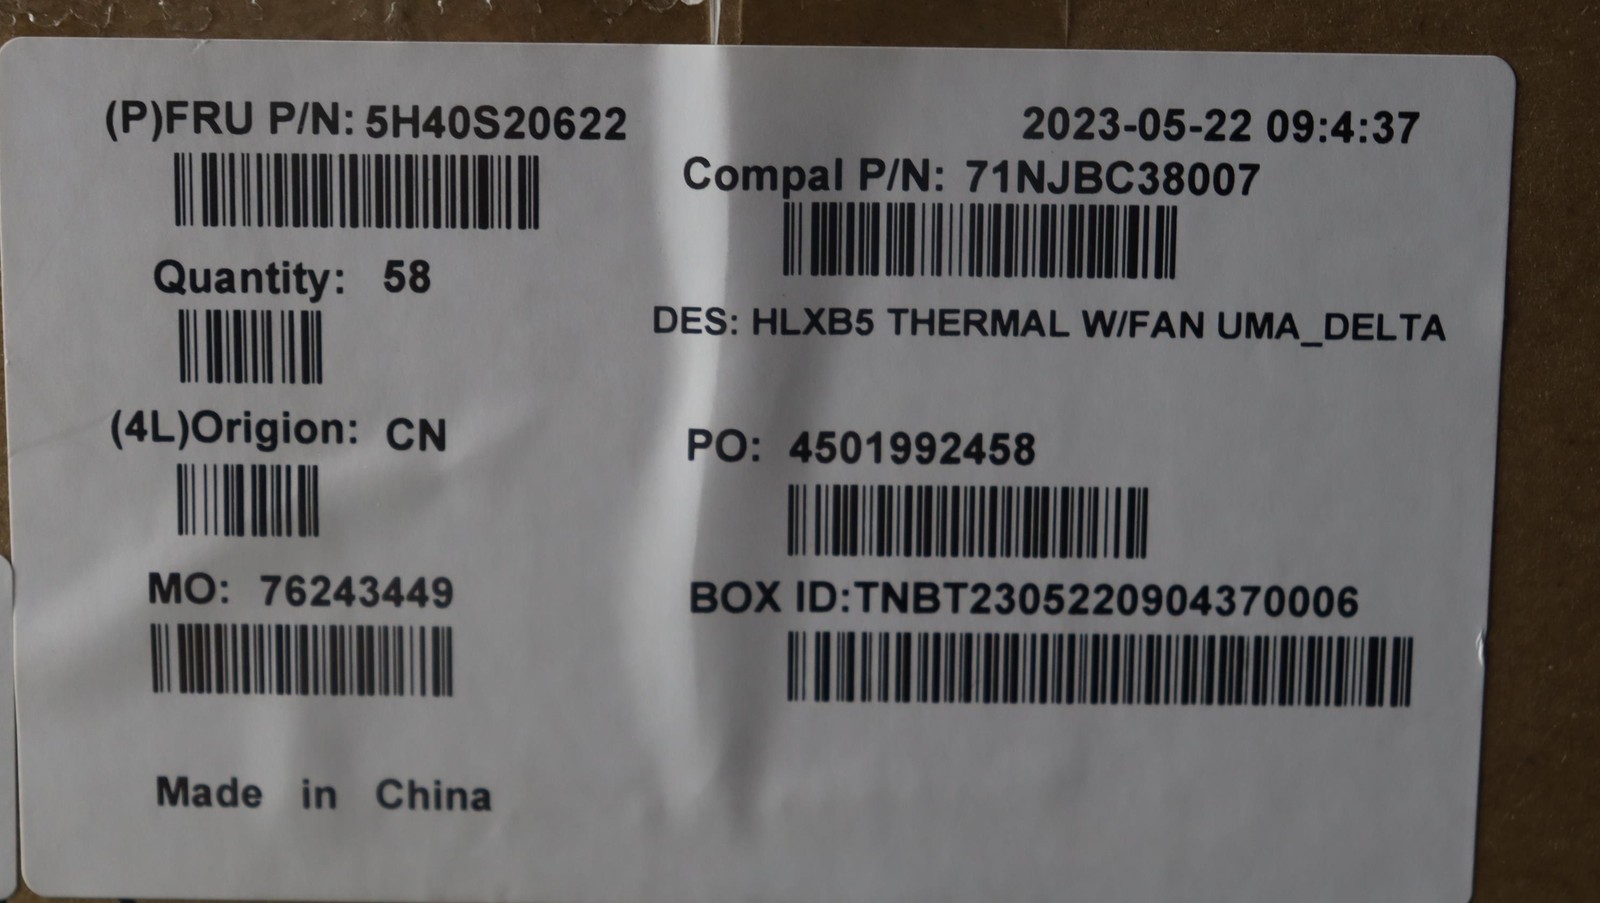 (P)FRU P/N: 5H40S20622
2023-05-22 09:4:37
Compal P/N: 71NJBC38007
Quantity: 58
DES: HLXB5 THERMAL W/FAN UMA_DELTA
(4L)Origion: CN
PO: 4501992458
MO: 76243449
BOX ID:TNBT2305220904370006
Made in China